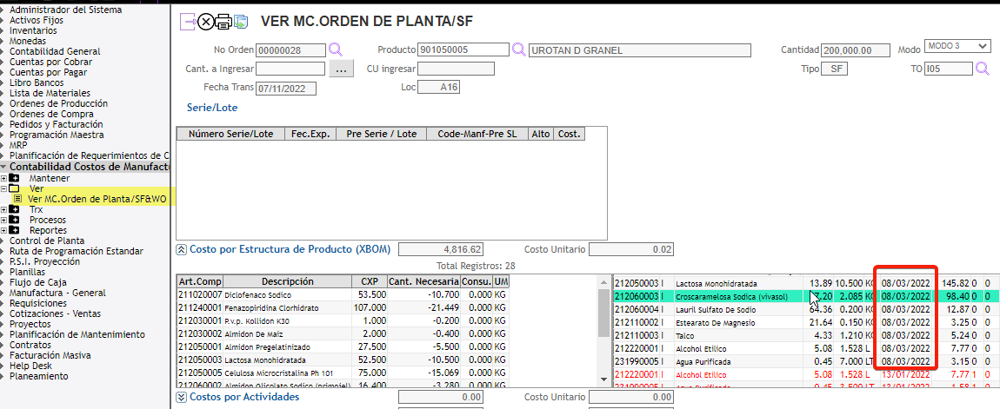 Administrador del Sistema
Activos Fijos
Inventarios
Monedas
Contabilidad General
Cuentas por Cobrar
Cuentas por Pagar
Libro Bancos
Lista de Materiales
Ordenes de Producción
Ordenes de Compra
Pedidos y Facturación
Programación Maestra
MRP
Planificación de Requerimientos de C
Contabilidad Costos de Manufact
Mantener
Ver
Ver MC.Orden de Planta/SF&WO
Trx
Procesos
Reportes
Control de Planta
Ruta de Programación Estandar
P.S.I. Proyección
Planillas
Flujo de Caja
Manufactura - General
Requisiciones
Cotizaciones - Ventas
Proyectos
Planificación de Mantenimiento
Contratos
Facturación Masiva
Help Desk
Planeamiento
VER MC.ORDEN DE PLANTA/SF
No Orden 00000028 Producto 901050005 UROTAN D GRANEL Cantidad 200,000.00 Modo MODO 3
Cant. a Ingresar ... CU ingresar Tipo SF TO I05
Fecha Trans 07/11/2022 Loc A16
Serie/Lote
Número Serie/Lote Fec.Exp. Pre Serie / Lote Code-Manf-Pre SL Alto Cost.
Costo por Estructura de Producto (XBOM) 4,816.62 Costo Unitario 0.02
Total Registros: 28
Art.Comp Descripción CXP Cant. Necesaria Consu. UM
211020007 Diclofenaco Sodico 53.500 -10.700 0.000 KG
211240001 Fenazopiridina Clorhidrato 107.000 -21.449 0.000 KG
212030001 P.v.p. Kollidon K30 1.000 -0.200 0.000 KG
212030002 Almidon De Maiz 2.000 -0.400 0.000 KG
212050001 Almidon Pregelatinizado 27.500 -5.500 0.000 KG
212050003 Lactosa Monohidratada 52.500 -10.500 0.000 KG
212050005 Celulosa Microcristalina Ph 101 75.000 -15.069 0.000 KG
212060002 Almidon Glicolato Sodico (primojel) 16.400 -3.280 0.000 KG
212050003 I Lactosa Monohidratada 13.89 10.500 KG 08/03/2022 145.82 0 0
212060003 I Croscaramelosa Sodica (vivasol) 7.20 2.085 KG 08/03/2022 98.40 0 0
212060004 I Lauril Sulfato De Sodio 64.36 0.200 KG 08/03/2022 12.87 0 0
212110002 I Estearato De Magnesio 21.64 0.150 KG 08/03/2022 3.25 0 0
212110003 I Talco 4.33 1.210 KG 08/03/2022 5.24 0 0
212220001 I Alcohol Etílico 5.08 1.528 L 08/03/2022 7.77 0 0
231990005 I Agua Purificada 0.45 7.000 LT 08/03/2022 3.15 0 0
212220001 I Alcohol Etílico 5.08 1.528 L 13/01/2022 7.77 1 0
231990005 I Agua Purificada 0.45 3.500 LT 13/01/2022 1.58 1 0
Costos por Actividades 0.00 Costo Unitario 0.00